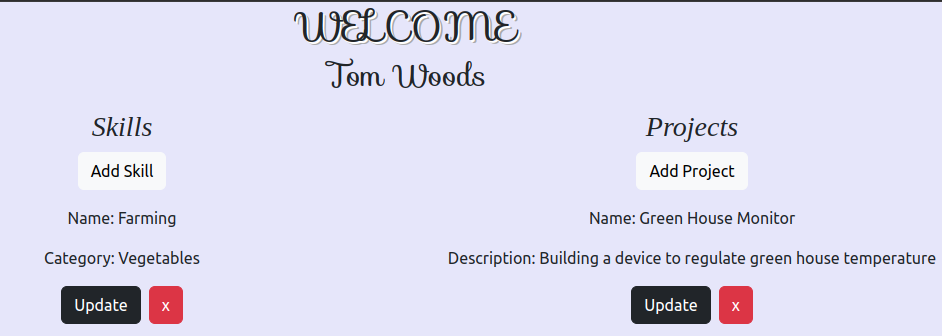 WELCOME
Tom Woods
Skills
Add Skill
Name: Farming
Category: Vegetables
Update x
Projects
Add Project
Name: Green House Monitor
Description: Building a device to regulate green house temperature
Update x